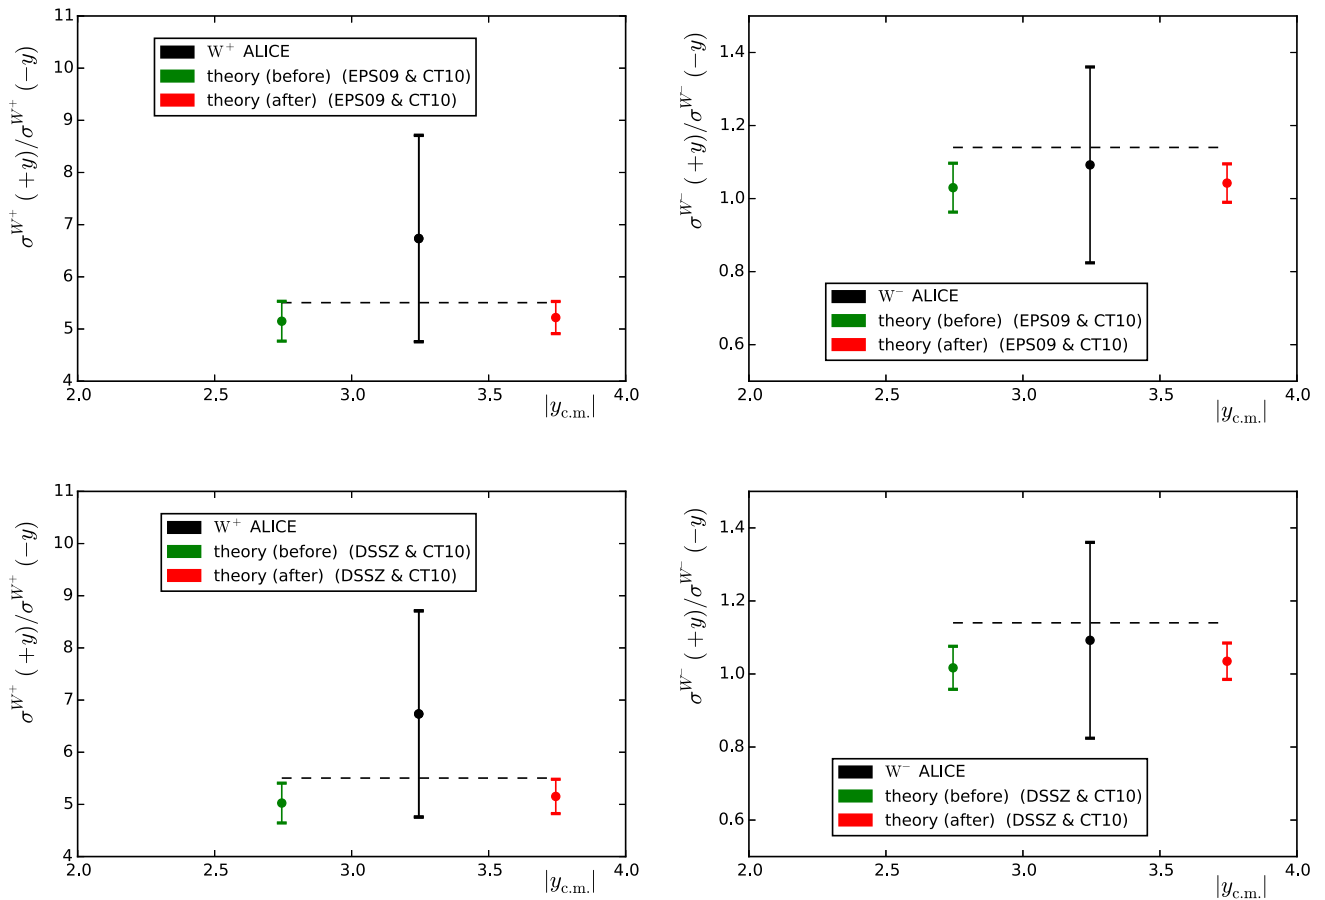 σ^{W⁺}(+y)/σ^{W⁺}(−y)
11
10
9
8
7
6
5
4
W⁺ ALICE
theory (before) (EPS09 & CT10)
theory (after) (EPS09 & CT10)
2.0 2.5 3.0 3.5 4.0
|y_{c.m.}|
σ^{W⁻}(+y)/σ^{W⁻}(−y)
1.4
1.2
1.0
0.8
0.6
W⁻ ALICE
theory (before) (EPS09 & CT10)
theory (after) (EPS09 & CT10)
2.0 2.5 3.0 3.5 4.0
|y_{c.m.}|
σ^{W⁺}(+y)/σ^{W⁺}(−y)
11
10
9
8
7
6
5
4
W⁺ ALICE
theory (before) (DSSZ & CT10)
theory (after) (DSSZ & CT10)
2.0 2.5 3.0 3.5 4.0
|y_{c.m.}|
σ^{W⁻}(+y)/σ^{W⁻}(−y)
1.4
1.2
1.0
0.8
0.6
W⁻ ALICE
theory (before) (DSSZ & CT10)
theory (after) (DSSZ & CT10)
2.0 2.5 3.0 3.5 4.0
|y_{c.m.}|